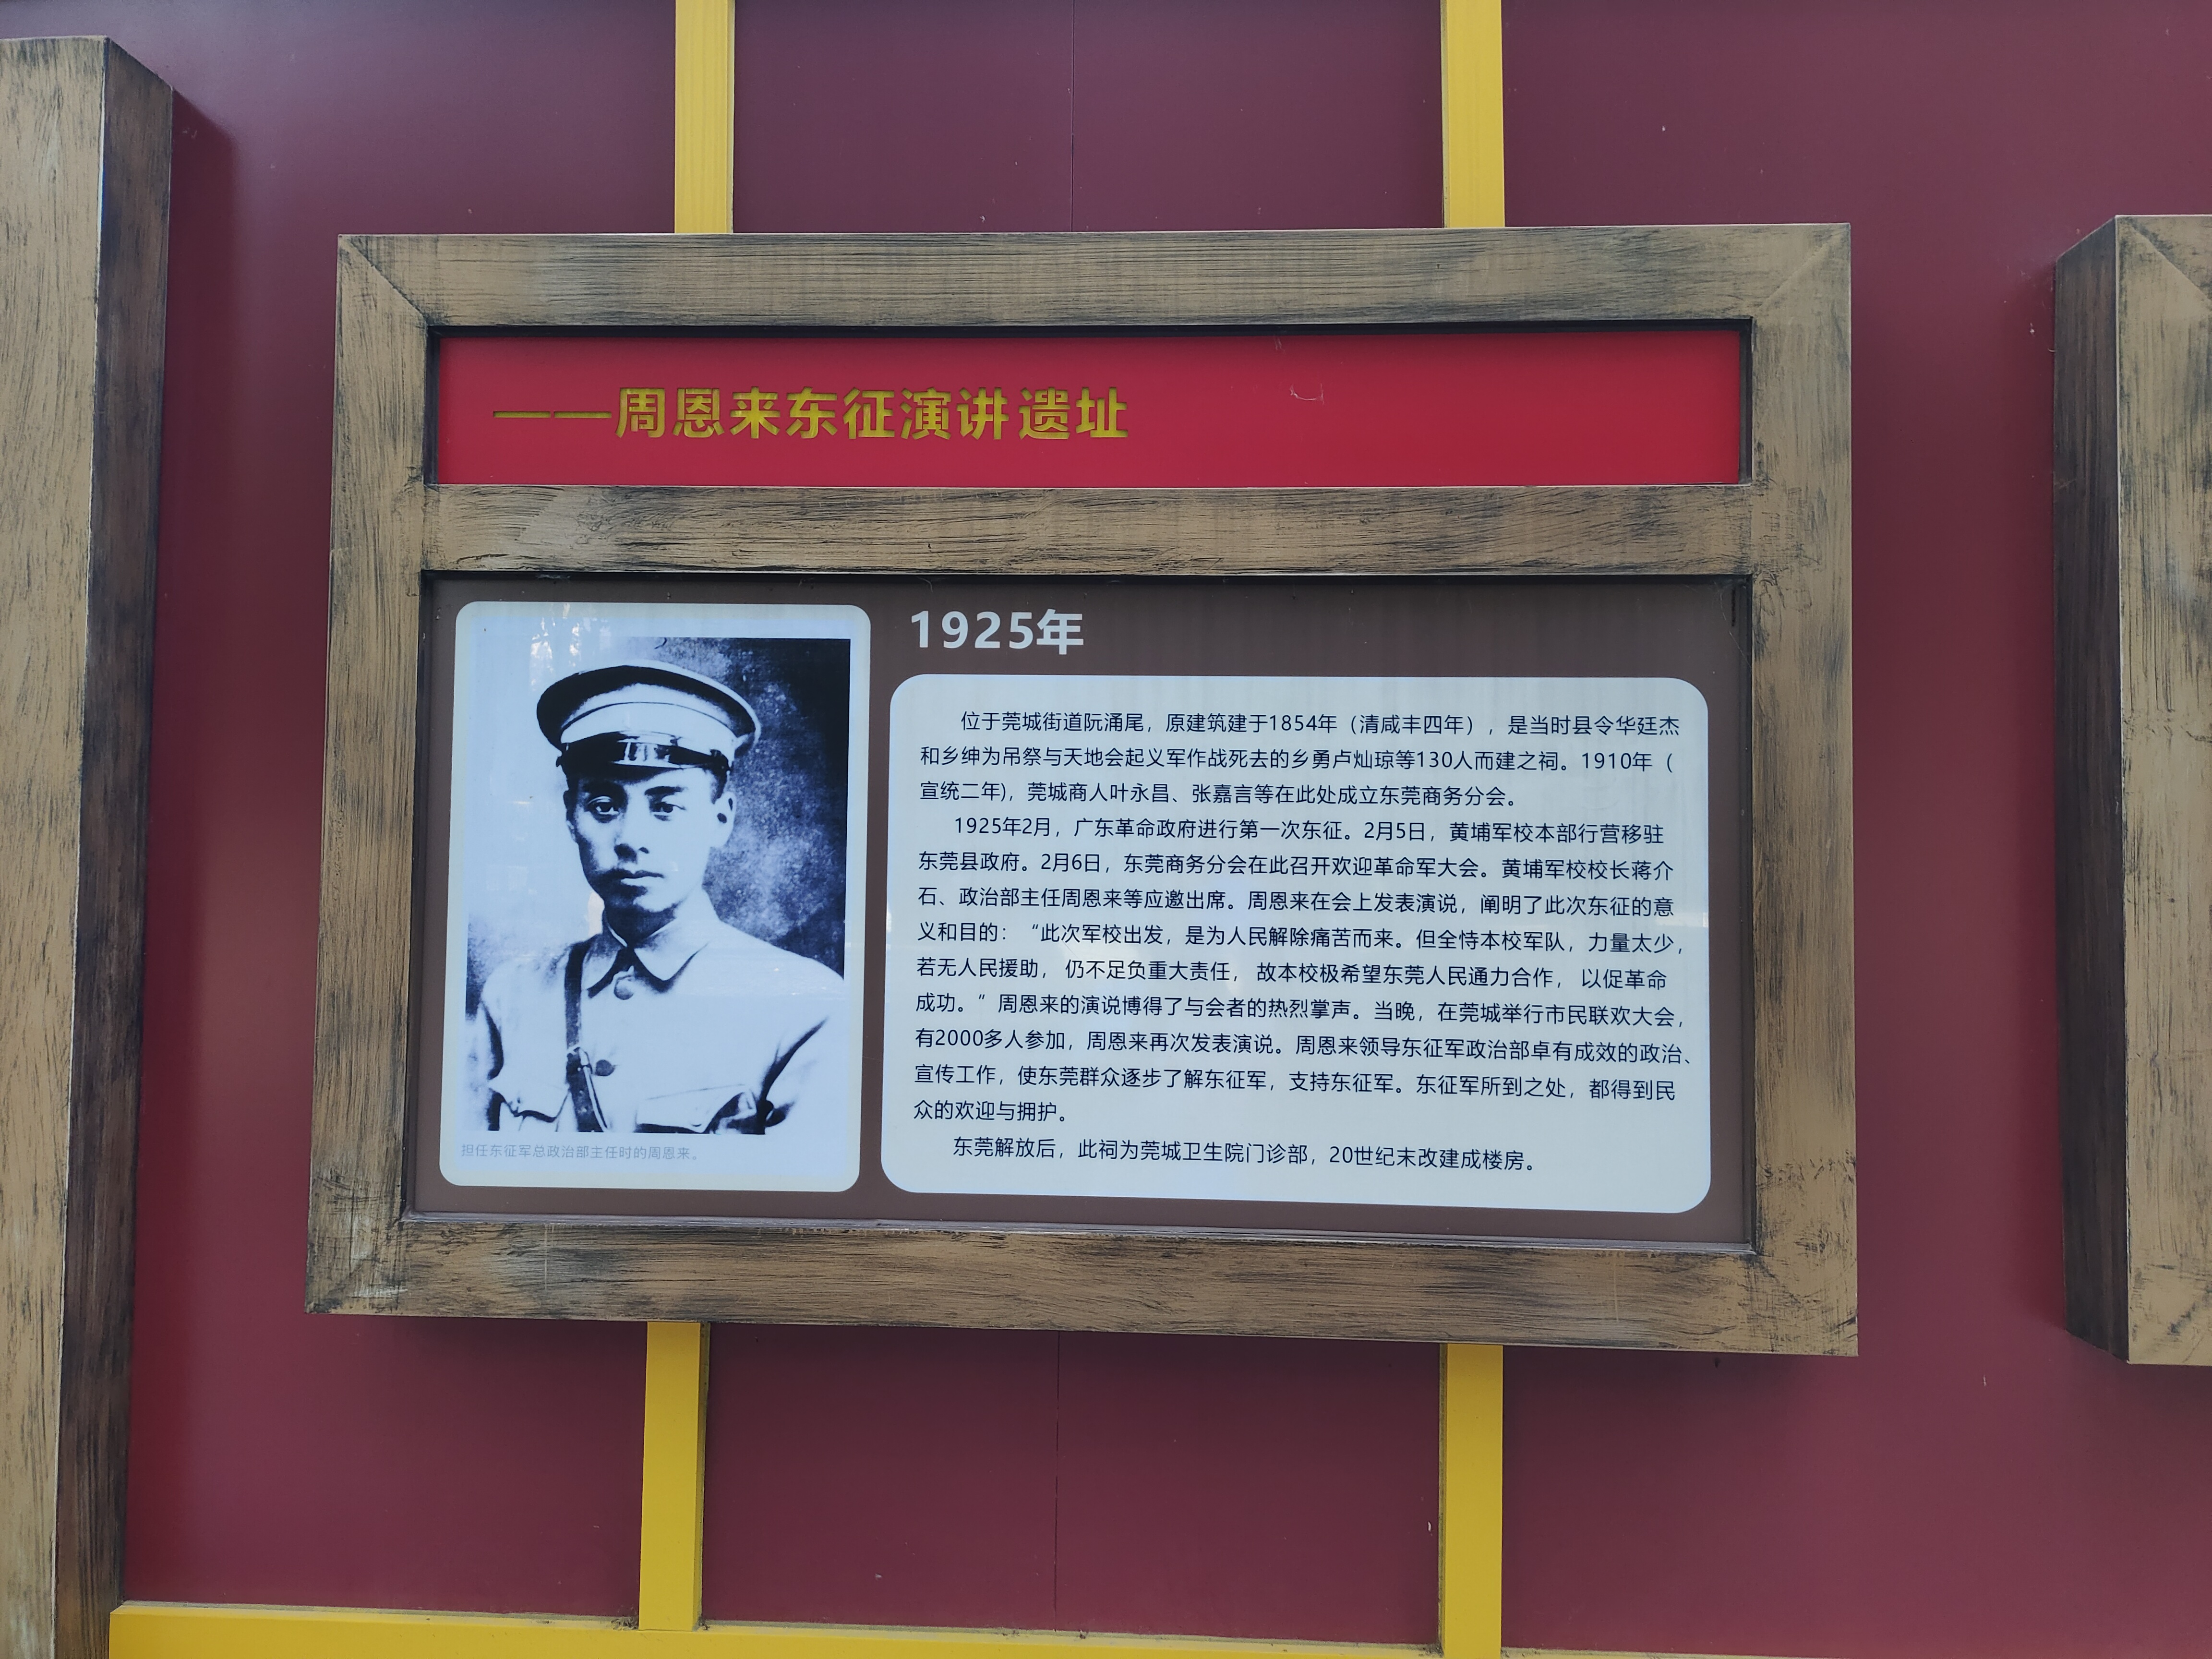 ——周恩来东征演讲遗址
1925年
位于莞城街道阮涌尾，原建筑建于1854年（清咸丰四年），是当时县令华廷杰
和乡绅为吊祭与天地会起义军作战死去的乡勇卢灿琼等130人而建之祠。1910年（
宣统二年)，莞城商人叶永昌、张嘉言等在此处成立东莞商务分会。
1925年2月，广东革命政府进行第一次东征。2月5日，黄埔军校本部行营移驻
东莞县政府。2月6日，东莞商务分会在此召开欢迎革命军大会。黄埔军校校长蒋介
石、政治部主任周恩来等应邀出席。周恩来在会上发表演说，阐明了此次东征的意
义和目的：“此次军校出发，是为人民解除痛苦而来。但全恃本校军队，力量太少，
若无人民援助， 仍不足负重大责任， 故本校极希望东莞人民通力合作， 以促革命
成功。”周恩来的演说博得了与会者的热烈掌声。当晚，在莞城举行市民联欢大会，
有2000多人参加，周恩来再次发表演说。周恩来领导东征军政治部卓有成效的政治、
宣传工作，使东莞群众逐步了解东征军，支持东征军。东征军所到之处，都得到民
众的欢迎与拥护。
东莞解放后，此祠为莞城卫生院门诊部，20世纪末改建成楼房。
担任东征军总政治部主任时的周恩来。